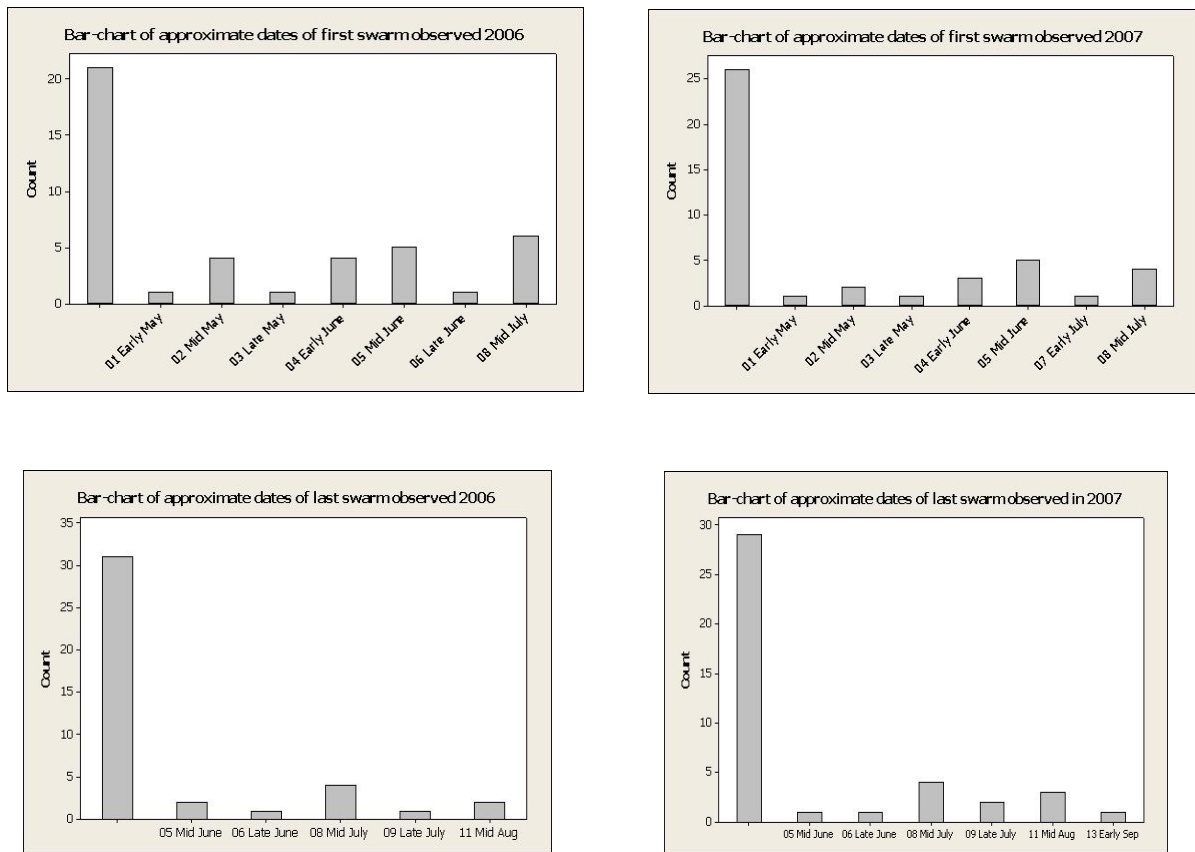 Bar-chart of approximate dates of first swarm observed 2006
Count
20
15
10
5
0
01 Early May
02 Mid May
03 Late May
04 Early June
05 Mid June
06 Late June
08 Mid July
Bar-chart of approximate dates of first swarm observed 2007
Count
25
20
15
10
5
0
01 Early May
02 Mid May
03 Late May
04 Early June
05 Mid June
07 Early July
08 Mid July
Bar-chart of approximate dates of last swarm observed 2006
Count
35
30
25
20
15
10
5
0
05 Mid June 06 Late June 08 Mid July 09 Late July 11 Mid Aug
Bar-chart of approximate dates of last swarm observed in 2007
Count
30
25
20
15
10
5
0
05 Mid June 06 Late June 08 Mid July 09 Late July 11 Mid Aug 13 Early Sep